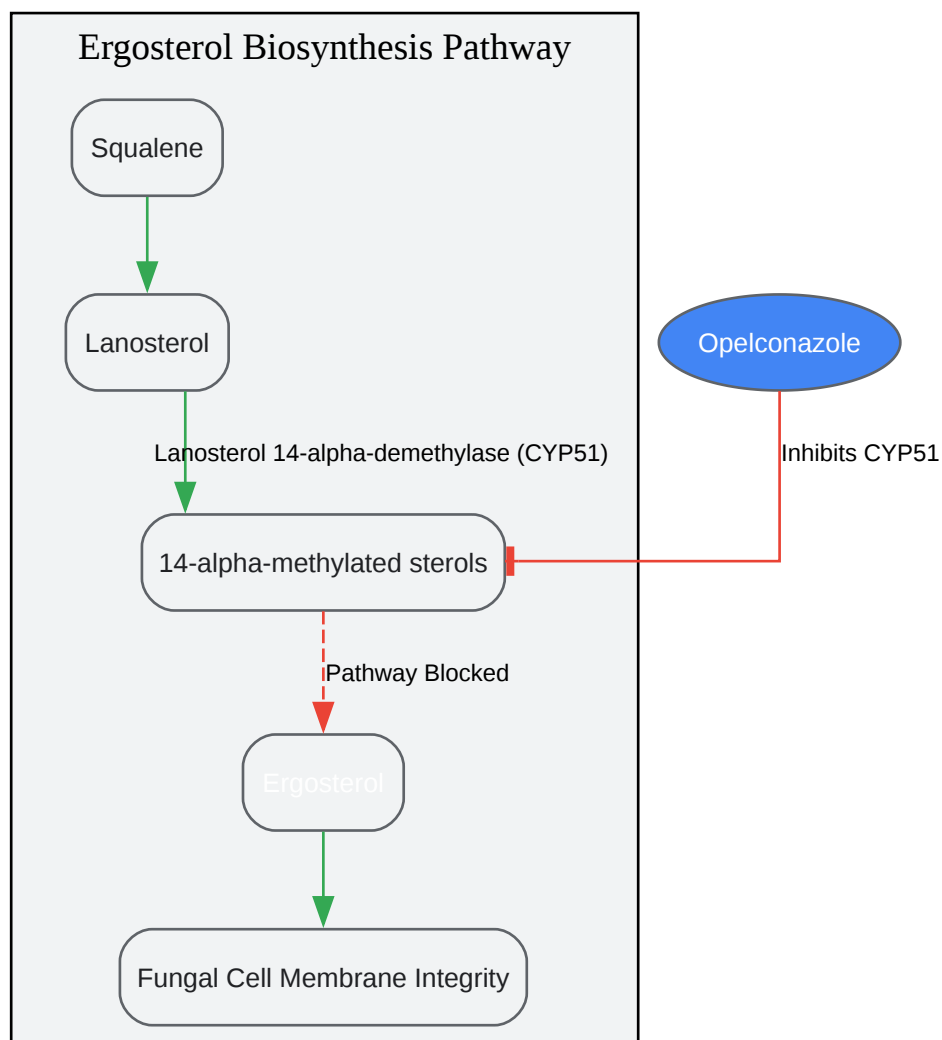 Ergosterol Biosynthesis Pathway
Squalene
Lanosterol
Opelconazole
Lanosterol 14-alpha-demethylase (CYP51)
Inhibits CYP51
14-alpha-methylated sterols
Pathway Blocked
Ergosterol
Fungal Cell Membrane Integrity